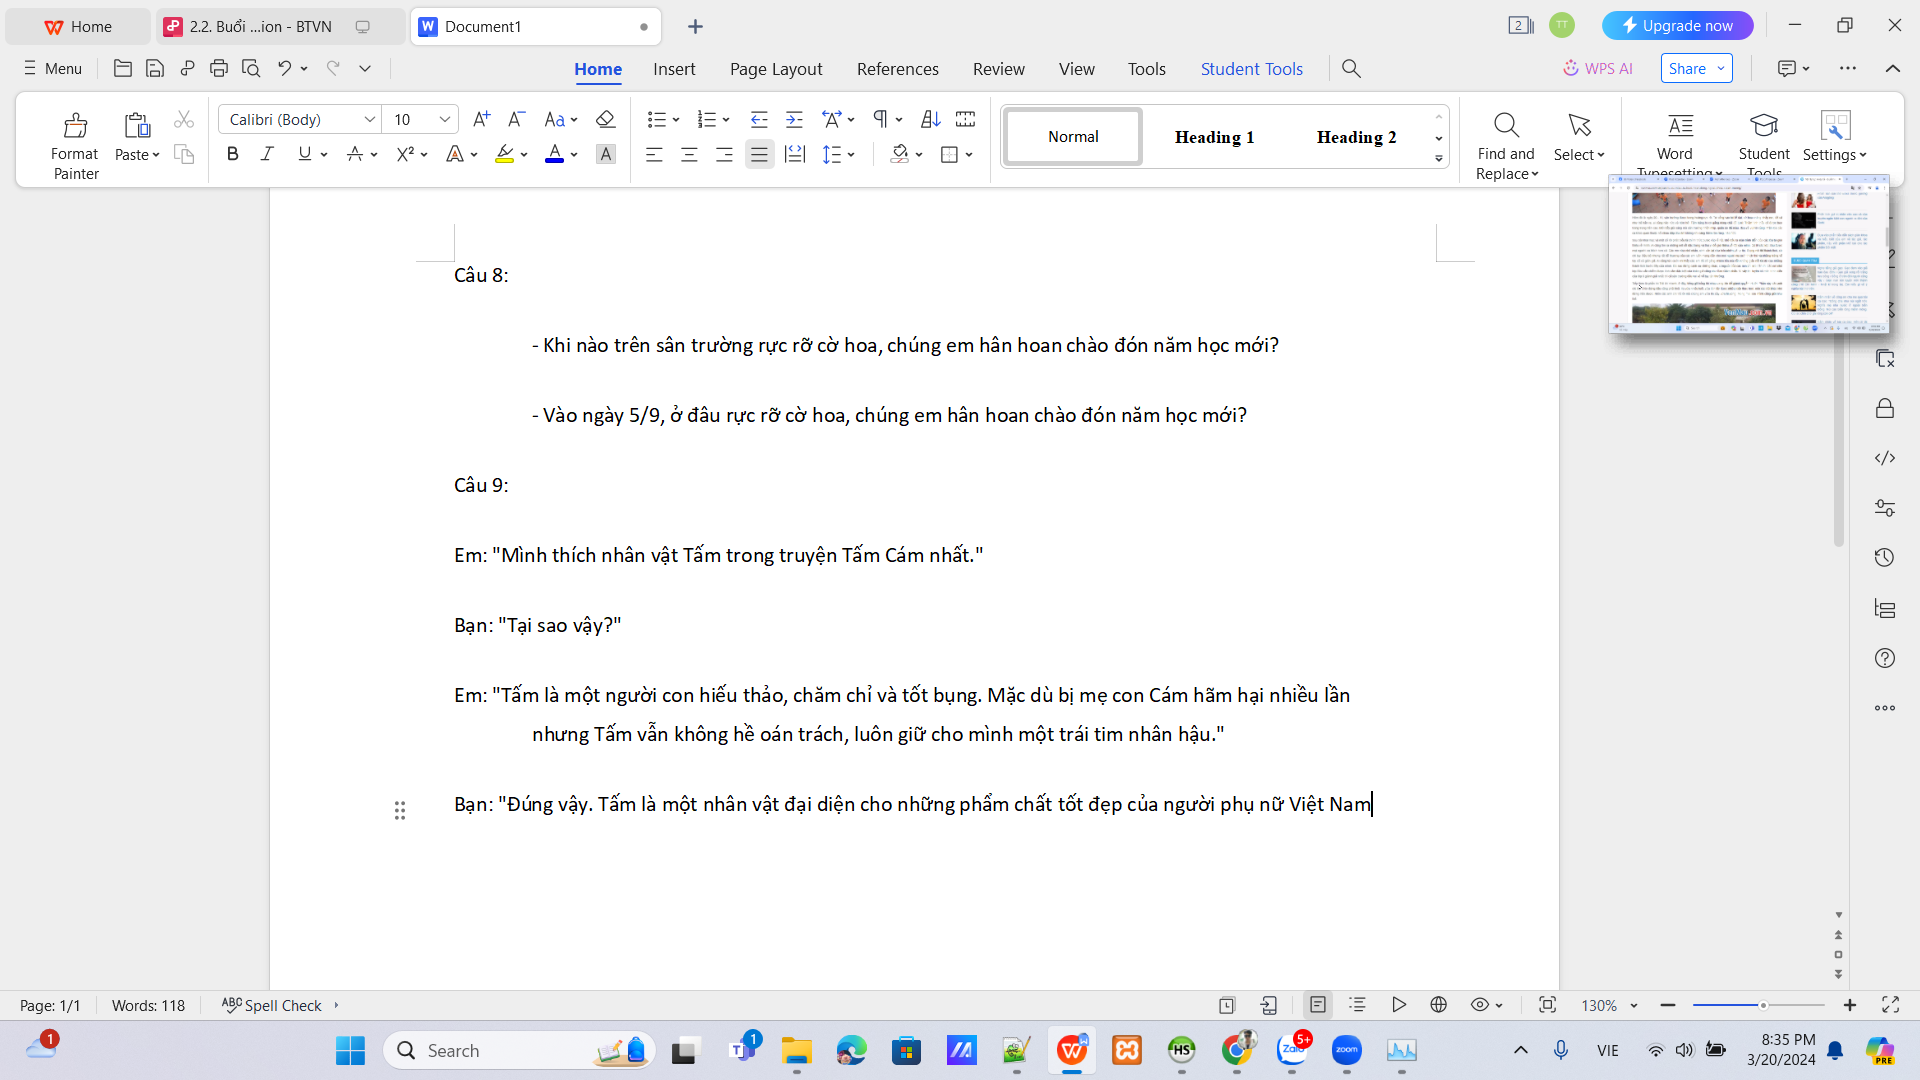 Home
2.2. Buổi ...ion - BTVN
Document1
2
TT
Upgrade now
Menu
Home
Insert
Page Layout
References
Review
View
Tools
Student Tools
WPS AI
Share
Format Painter
Paste
Calibri (Body)
10
Normal
Heading 1
Heading 2
Find and Replace
Select
Word Typesetting
Student Tools
Settings
Câu 8:
- Khi nào trên sân trường rực rỡ cờ hoa, chúng em hân hoan chào đón năm học mới?
- Vào ngày 5/9, ở đâu rực rỡ cờ hoa, chúng em hân hoan chào đón năm học mới?
Câu 9:
Em: "Mình thích nhân vật Tấm trong truyện Tấm Cám nhất."
Bạn: "Tại sao vậy?"
Em: "Tấm là một người con hiếu thảo, chăm chỉ và tốt bụng. Mặc dù bị mẹ con Cám hãm hại nhiều lần
nhưng Tấm vẫn không hề oán trách, luôn giữ cho mình một trái tim nhân hậu."
Bạn: "Đúng vậy. Tấm là một nhân vật đại diện cho những phẩm chất tốt đẹp của người phụ nữ Việt Nam
Page: 1/1
Words: 118
Spell Check
130%
1
Search
1
HS
Zalo
5+
zoom
VIE
8:35 PM
3/20/2024
PRE